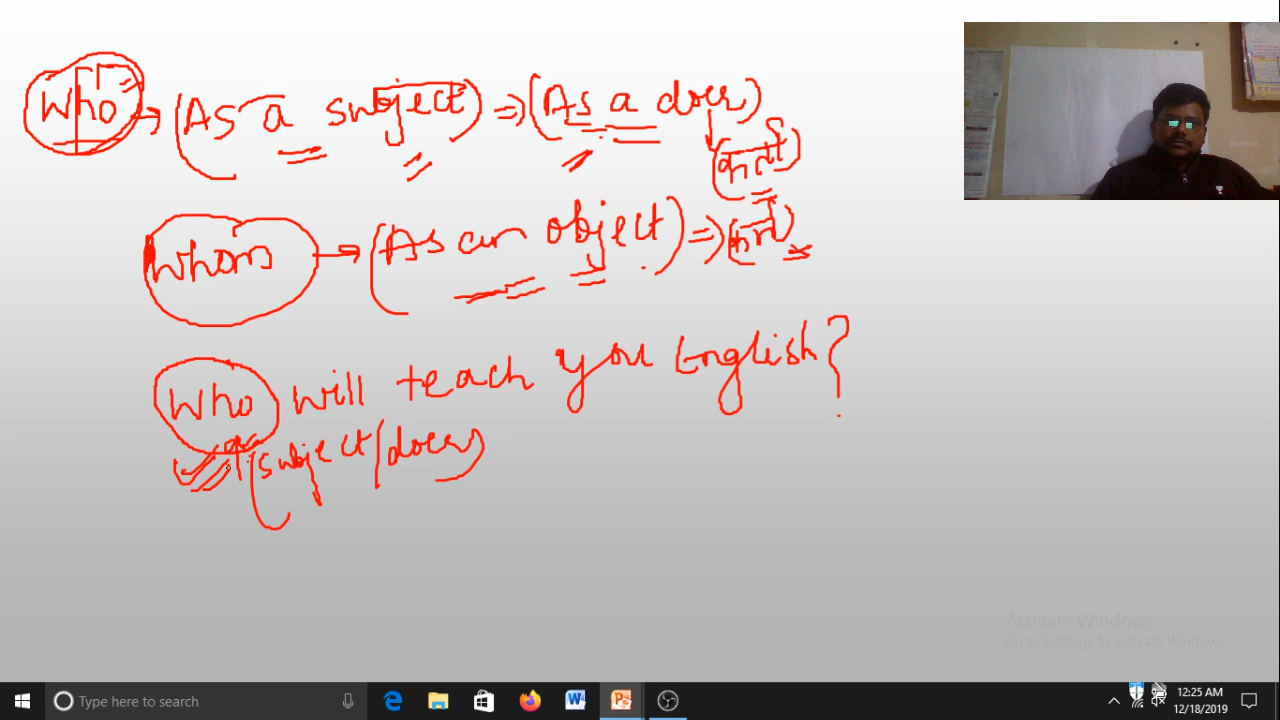 Who → (As a subject) ⇒ (As a doer)
(कर्ता)
Whom → (As an object) ⇒ (कर्म)
Who will teach you English?
(subject/doer)
Activate Windows
Go to Settings to activate Windows
Type here to search
12:25 AM
12/18/2019